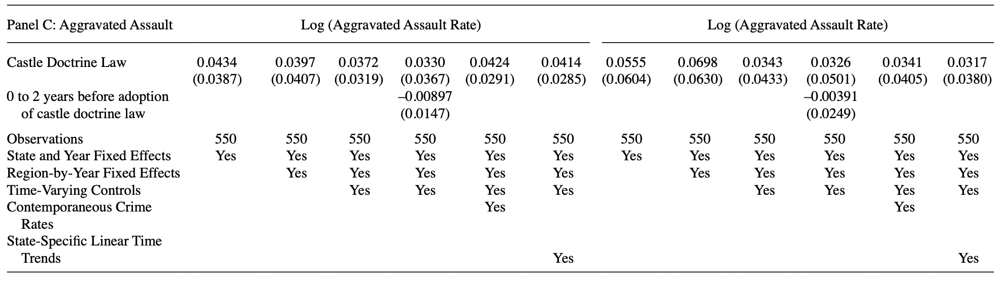 Panel C: Aggravated Assault Log (Aggravated Assault Rate) Log (Aggravated Assault Rate)
Castle Doctrine Law 0.0434 0.0397 0.0372 0.0330 0.0424 0.0414 0.0555 0.0698 0.0343 0.0326 0.0341 0.0317
(0.0387) (0.0407) (0.0319) (0.0367) (0.0291) (0.0285) (0.0604) (0.0630) (0.0433) (0.0501) (0.0405) (0.0380)
0 to 2 years before adoption –0.00897 –0.00391
of castle doctrine law (0.0147) (0.0249)
Observations 550 550 550 550 550 550 550 550 550 550 550 550
State and Year Fixed Effects Yes Yes Yes Yes Yes Yes Yes Yes Yes Yes Yes Yes
Region-by-Year Fixed Effects Yes Yes Yes Yes Yes Yes Yes Yes Yes Yes
Time-Varying Controls Yes Yes Yes Yes Yes Yes Yes Yes
Contemporaneous Crime Yes Yes
Rates
State-Specific Linear Time
Trends Yes Yes